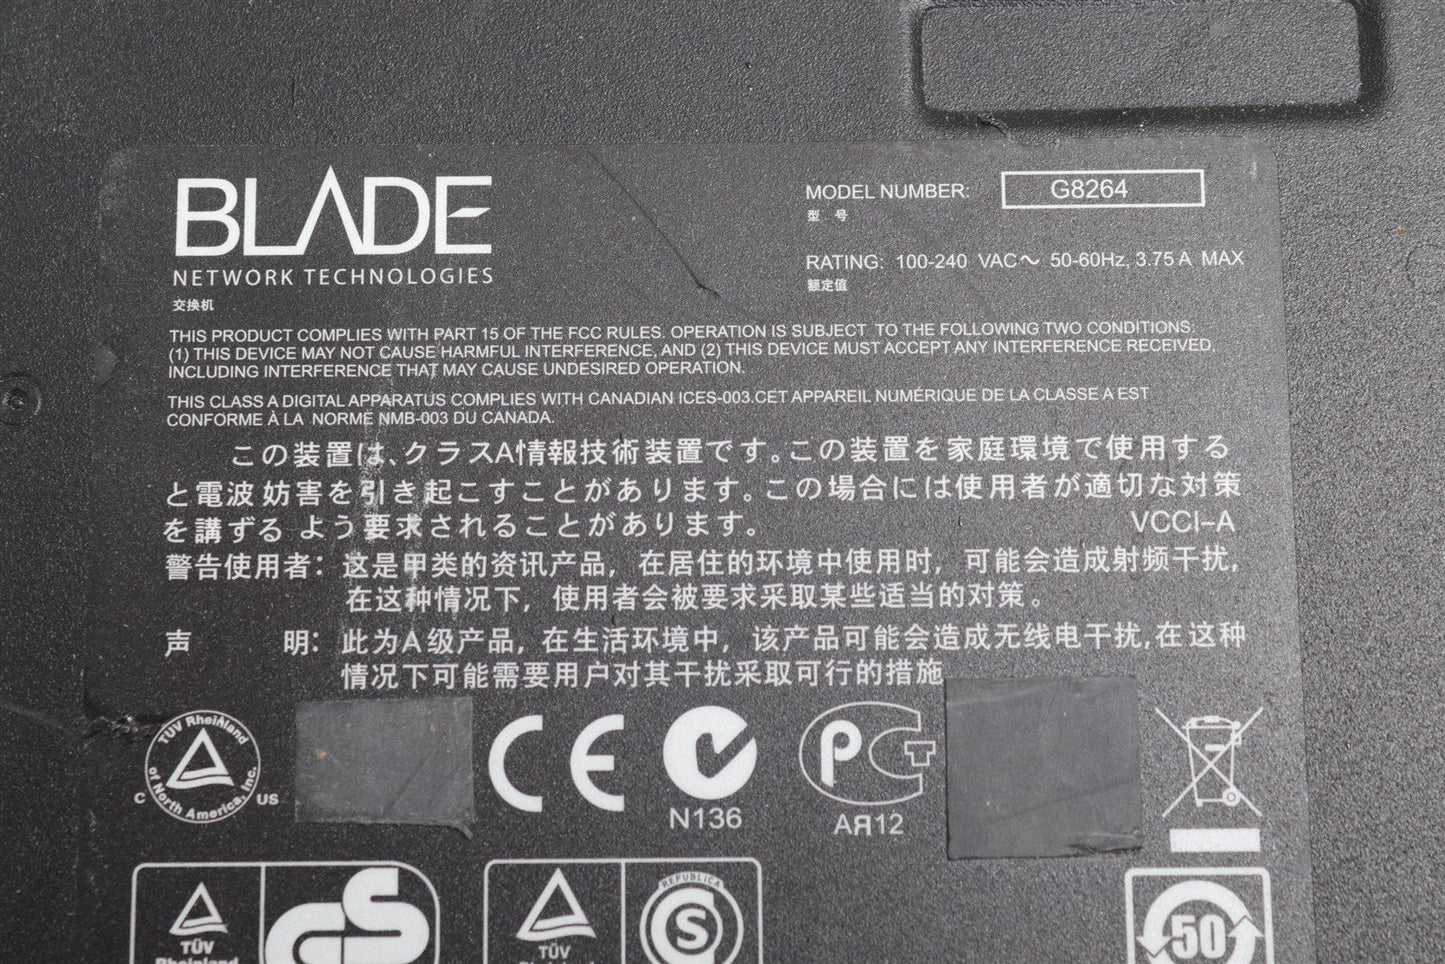 BLADE
NETWORK TECHNOLOGIES
交换机
MODEL NUMBER: G8264
型 号
RATING: 100-240 VAC～ 50-60Hz, 3.75 A MAX
额定值
THIS PRODUCT COMPLIES WITH PART 15 OF THE FCC RULES. OPERATION IS SUBJECT TO THE FOLLOWING TWO CONDITIONS:
(1) THIS DEVICE MAY NOT CAUSE HARMFUL INTERFERENCE, AND (2) THIS DEVICE MUST ACCEPT ANY INTERFERENCE RECEIVED,
INCLUDING INTERFERENCE THAT MAY CAUSE UNDESIRED OPERATION.
THIS CLASS A DIGITAL APPARATUS COMPLIES WITH CANADIAN ICES-003.CET APPAREIL NUMÉRIQUE DE LA CLASSE A EST
CONFORME À LA NORME NMB-003 DU CANADA.
この装置は、クラスA情報技術装置です。この装置を家庭環境で使用する
と電波妨害を引き起こすことがあります。この場合には使用者が適切な対策
を講ずる よう要求されることがあります。 VCCI-A
警告使用者：这是甲类的资讯产品，在居住的环境中使用时，可能会造成射频干扰，
在这种情况下，使用者会被要求采取某些适当的对策。
声 明：此为A级产品，在生活环境中，该产品可能会造成无线电干扰,在这种
情况下可能需要用户对其干扰采取可行的措施
TÜV Rheinland
of North America, Inc.
C US
CE
N136
РСТ
АЯ12
TÜV
Rheinland
GS
TÜV
REPUBLICA
S
50